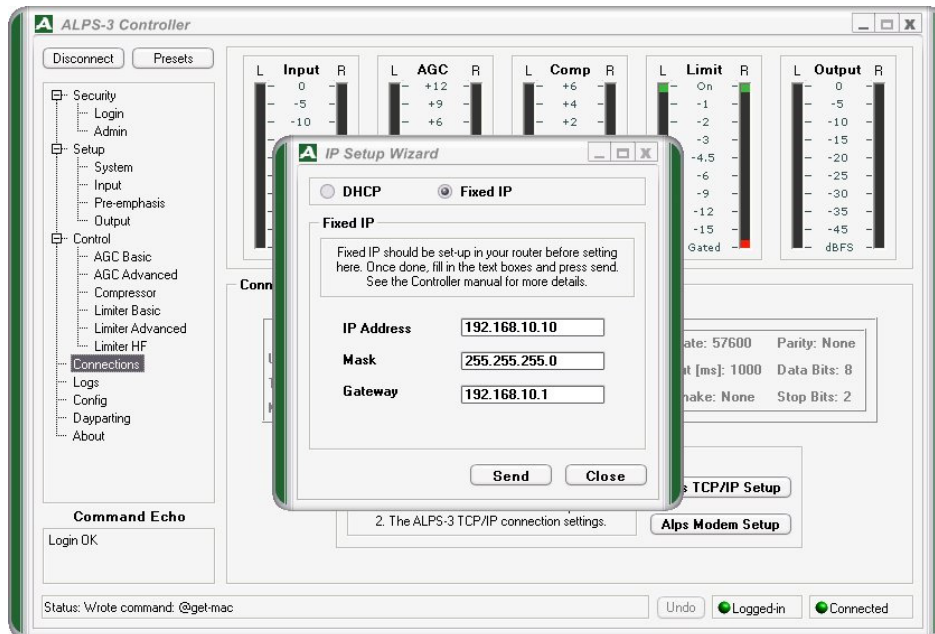 ALPS-3 Controller
Disconnect
Presets
Security
Login
Admin
Setup
System
Input
Pre-emphasis
Output
Control
AGC Basic
AGC Advanced
Compressor
Limiter Basic
Limiter Advanced
Limiter HF
Connections
Logs
Config
Dayparting
About
Command Echo
Login OK
L Input R
0
-5
-10
L AGC R
+12
+9
+6
L Comp R
+6
+4
+2
L Limit R
On
-1
-2
-3
-4.5
-6
-9
-12
-15
Gated
L Output R
0
-5
-10
-15
-20
-25
-30
-35
-45
dBFS
IP Setup Wizard
DHCP
Fixed IP
Fixed IP
Fixed IP should be set-up in your router before setting
here. Once done, fill in the text boxes and press send.
See the Controller manual for more details.
IP Address 192.168.10.10
Mask 255.255.255.0
Gateway 192.168.10.1
Send
Close
57600 Parity: None
[ms]: 1000 Data Bits: 8
None Stop Bits: 2
TCP/IP Setup
2. The ALPS-3 TCP/IP connection settings.
Alps Modem Setup
Status: Wrote command: @get-mac
Undo
Logged-in
Connected